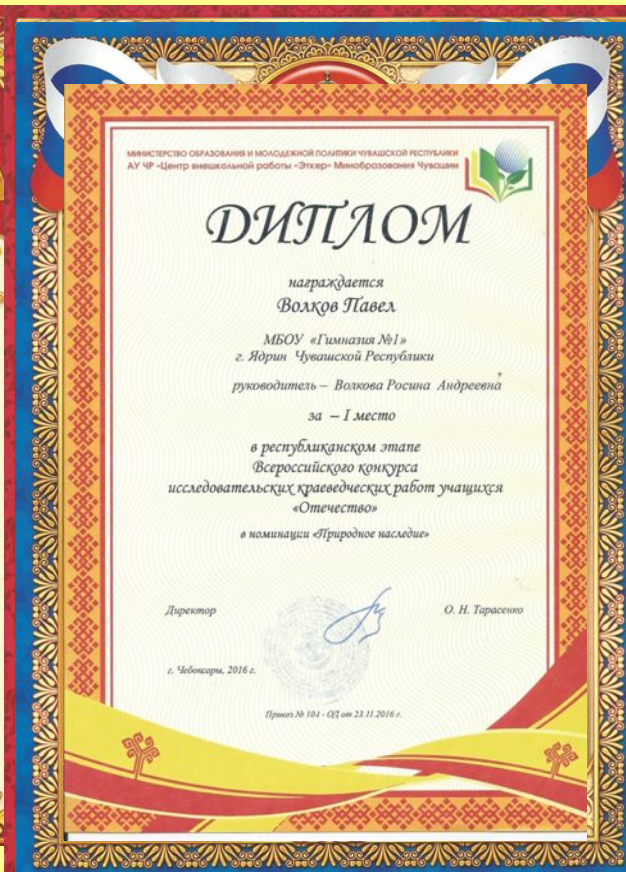 МИНИСТЕРСТВО ОБРАЗОВАНИЯ И МОЛОДЕЖНОЙ ПОЛИТИКИ ЧУВАШСКОЙ РЕСПУБЛИКИ
АУ ЧР «Центр внешкольной работы «Эткер» Минобразования Чувашии
ДИПЛОМ
награждается
Волков Павел
МБОУ «Гимназия №1»
г. Ядрин Чувашской Республики
руководитель – Волкова Росина Андреевна
за – I место
в республиканском этапе
Всероссийского конкурса
исследовательских краеведческих работ учащихся
«Отечество»
в номинации «Природное наследие»
Директор О. Н. Тарасенко
г. Чебоксары, 2016 г.
Приказ № 104 - ОД от 23.11.2016 г.